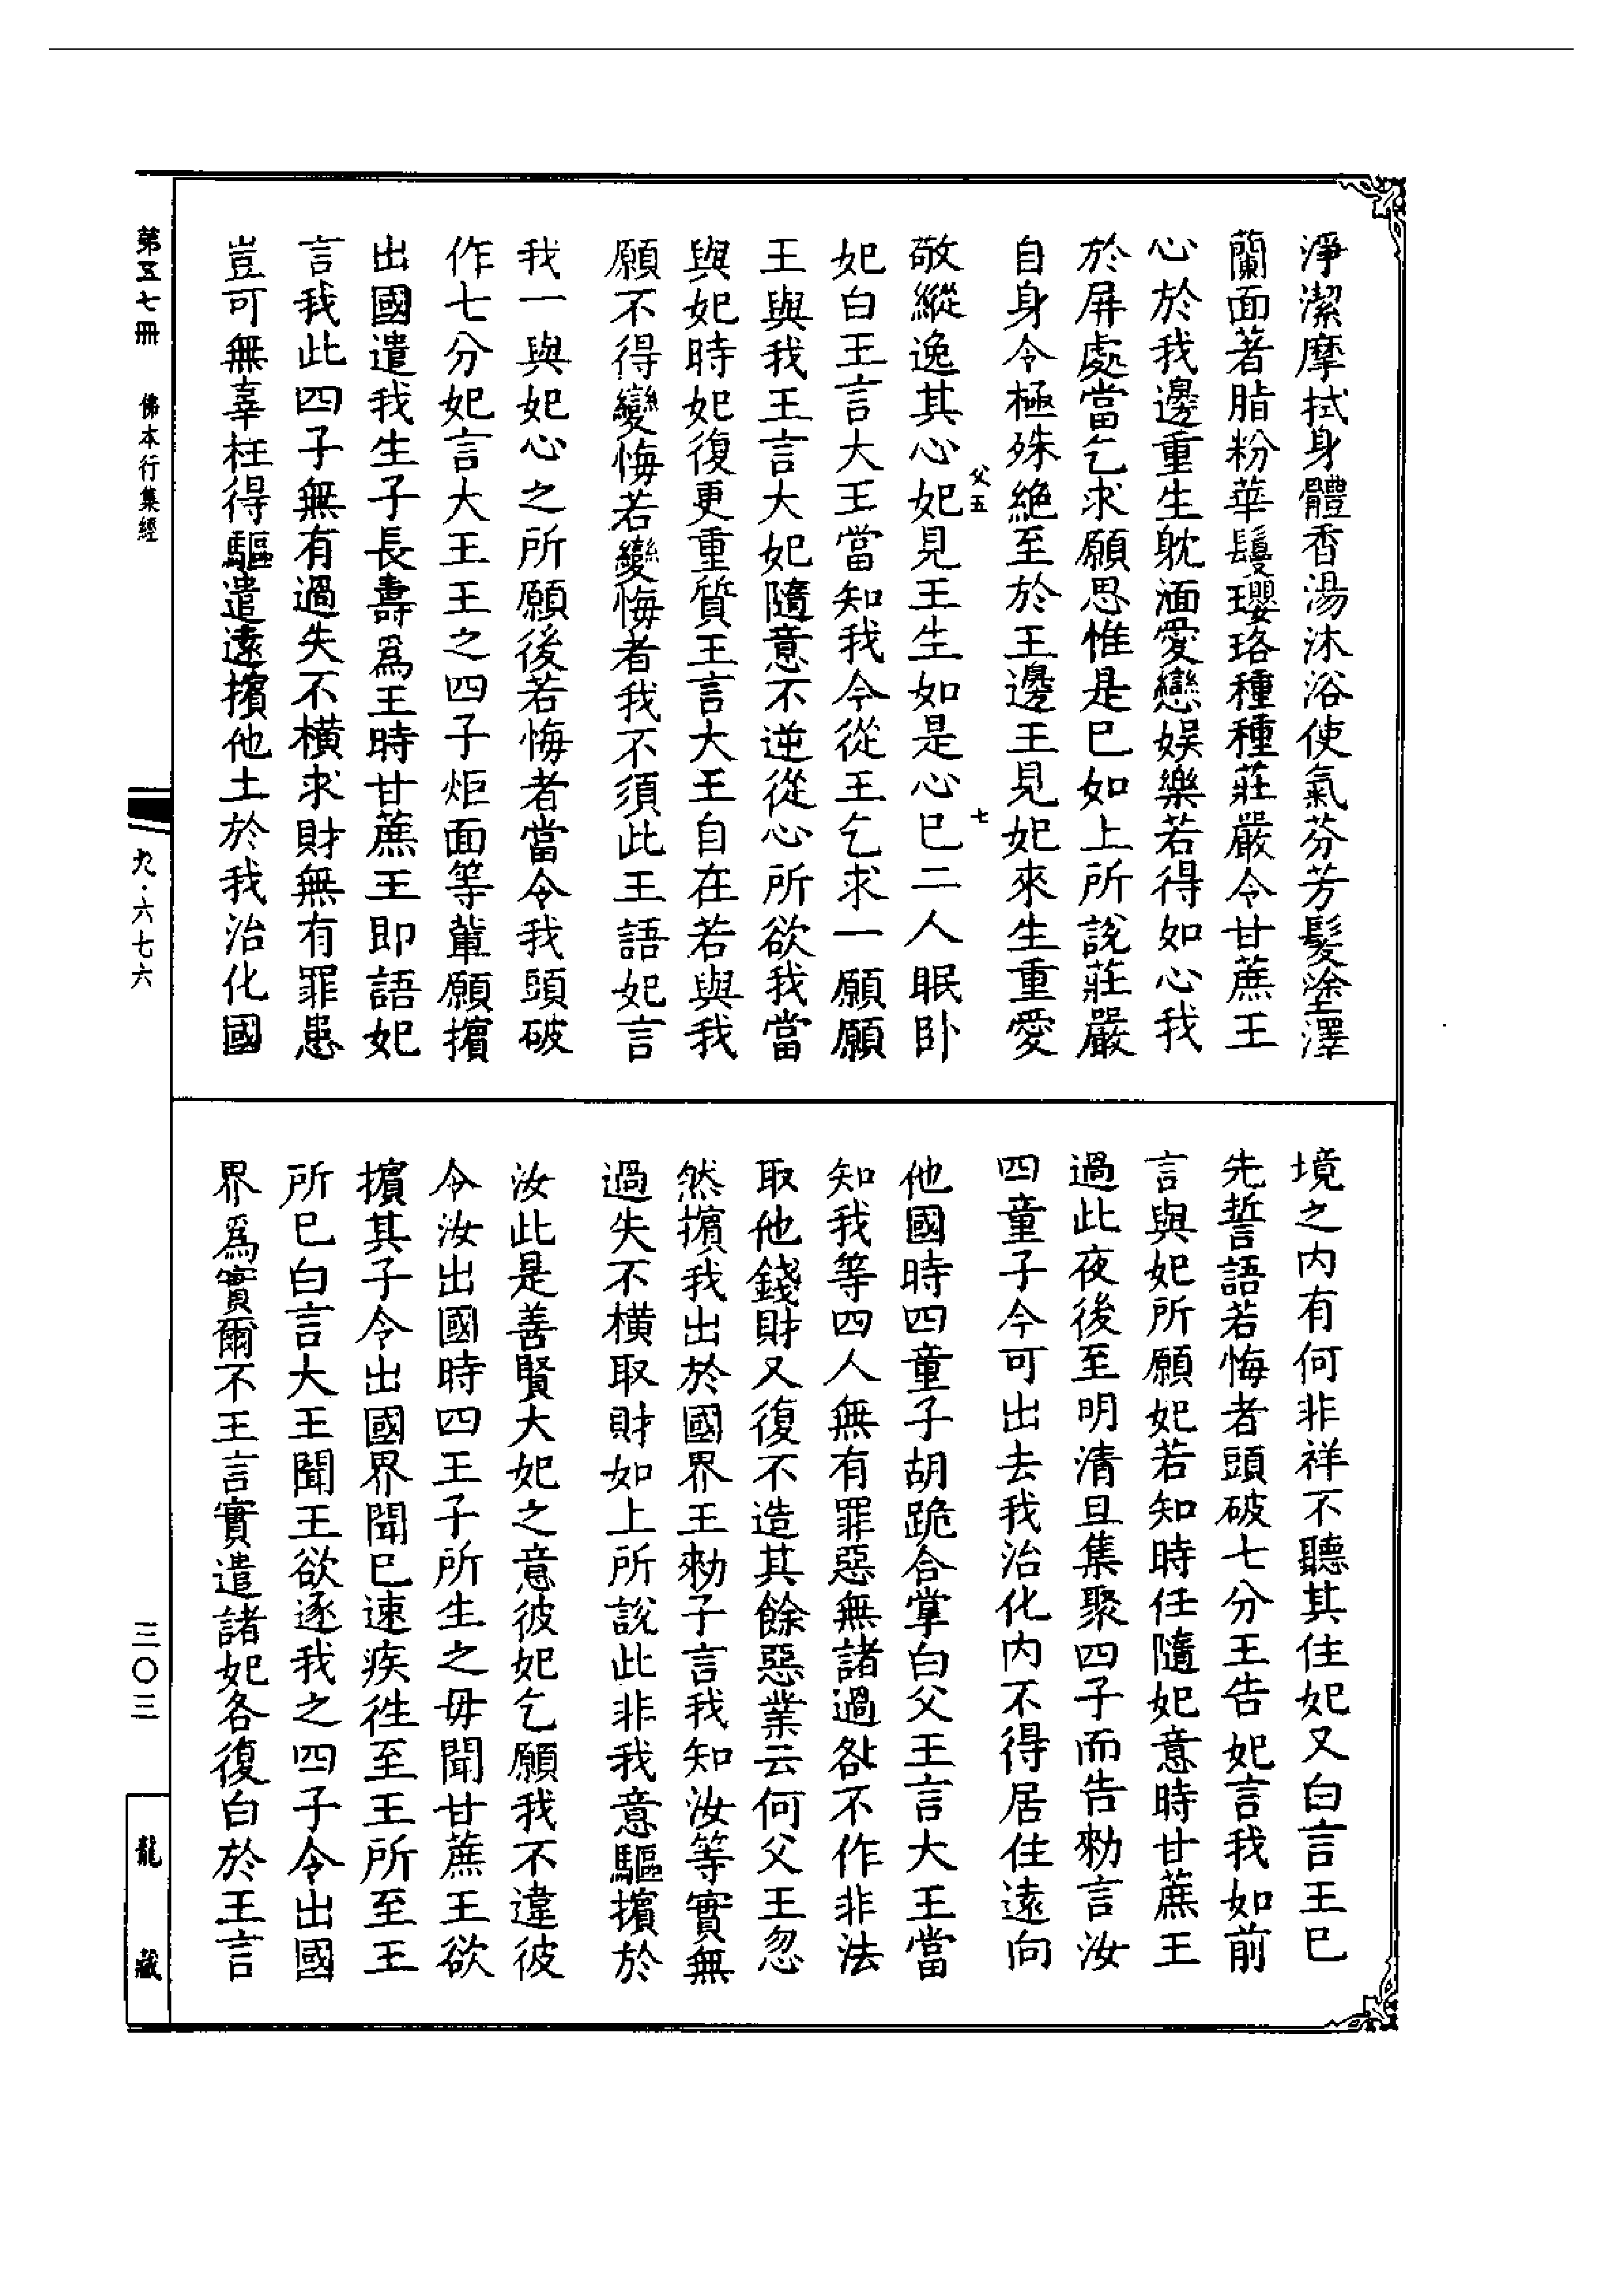 淨潔摩拭身體香湯沐浴使氣芬芳髮塗澤
蘭面著脂粉華鬘瓔珞種種莊嚴令甘蔗王
心於我邊重生躭湎愛戀娛樂若得如心我
於屏處當乞求願思惟是已如上所說莊嚴
自身令極殊絕至於王邊王見妃來生重愛
父五
七
敬縱逸其心妃見王生如是心已二人眠卧
妃白王言大王當知我今從王乞求一願願
王與我王言大妃隨意不逆從心所欲我當
與妃時妃復更重質王言大王自在若與我
願不得變悔若變悔者我不須此王語妃言
我一與妃心之所願後若悔者當令我頭破
作七分妃言大王王之四子炬面等輩願擯
出國遣我生子長壽爲王時甘蔗王即語妃
言我此四子無有過失不橫求財無有罪患
豈可無辜枉得驅遣遠擯他土於我治化國
境之内有何非祥不聽其住妃又白言王已
先誓語若悔者頭破七分王告妃言我如前
言與妃所願妃若知時任隨妃意時甘蔗王
過此夜後至明清旦集聚四子而告勑言汝
四童子今可出去我治化内不得居住遠向
他國時四童子胡跪合掌白父王言大王當
知我等四人無有罪惡無諸過咎不作非法
取他錢財又復不造其餘惡業云何父王忽
然擯我出於國界王勑子言我知汝等實無
過失不橫取財如上所說此非我意驅擯於
汝此是善賢大妃之意彼妃乞願我不違彼
令汝出國時四王子所生之毋聞甘蔗王欲
擯其子令出國界聞已速疾徃至王所至王
所已白言大王聞王欲逐我之四子令出國
界爲實爾不王言實遣諸妃各復白於王言
第五七冊
佛本行集經
九·六七六
三〇三
龍藏